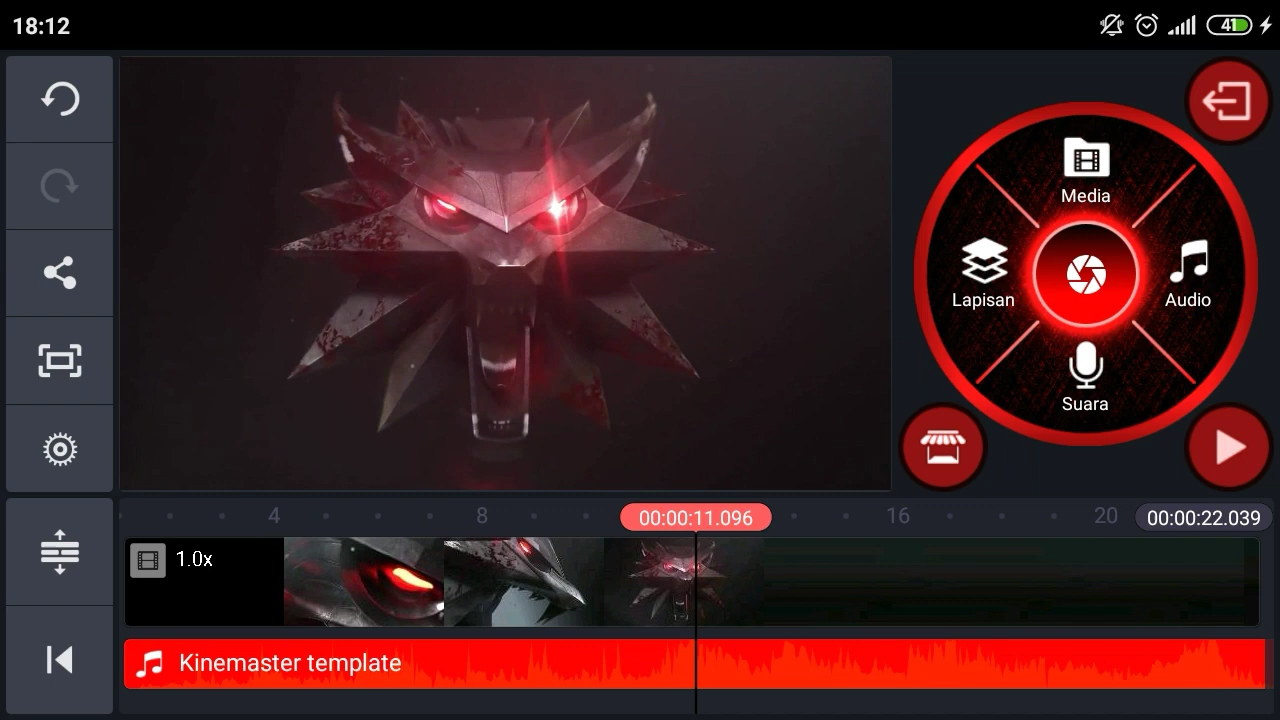 18:12
41
Media
Lapisan
Audio
Suara
4
8
00:00:11.096
16
20
00:00:22.039
1.0x
Kinemaster template